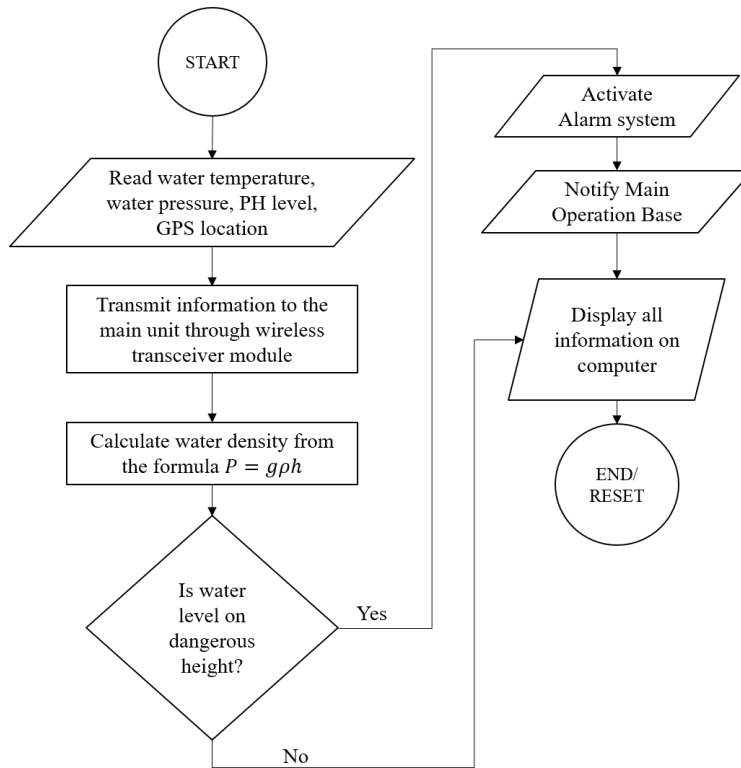 START
Read water temperature,
water pressure, PH level,
GPS location
Transmit information to the
main unit through wireless
transceiver module
Calculate water density from
the formula 𝑃 = 𝑔𝜌ℎ
Is water
level on
dangerous
height?
Yes
No
Activate
Alarm system
Notify Main
Operation Base
Display all
information on
computer
END/
RESET